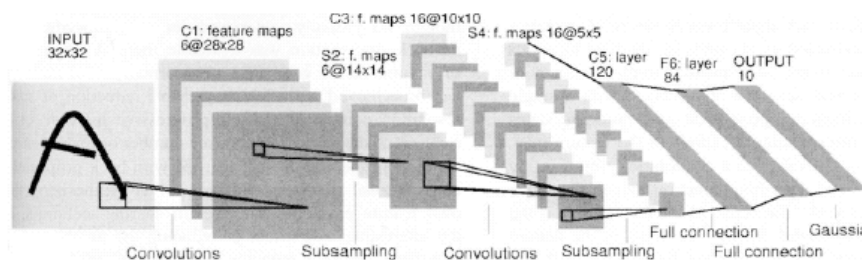 INPUT
32x32
C1: feature maps
6@28x28
S2: f. maps
6@14x14
C3: f. maps 16@10x10
S4: f. maps 16@5x5
C5: layer
120
F6: layer
84
OUTPUT
10
Convolutions
Subsampling
Convolutions
Subsampling
Full connection
Full connection
Gaussia
A